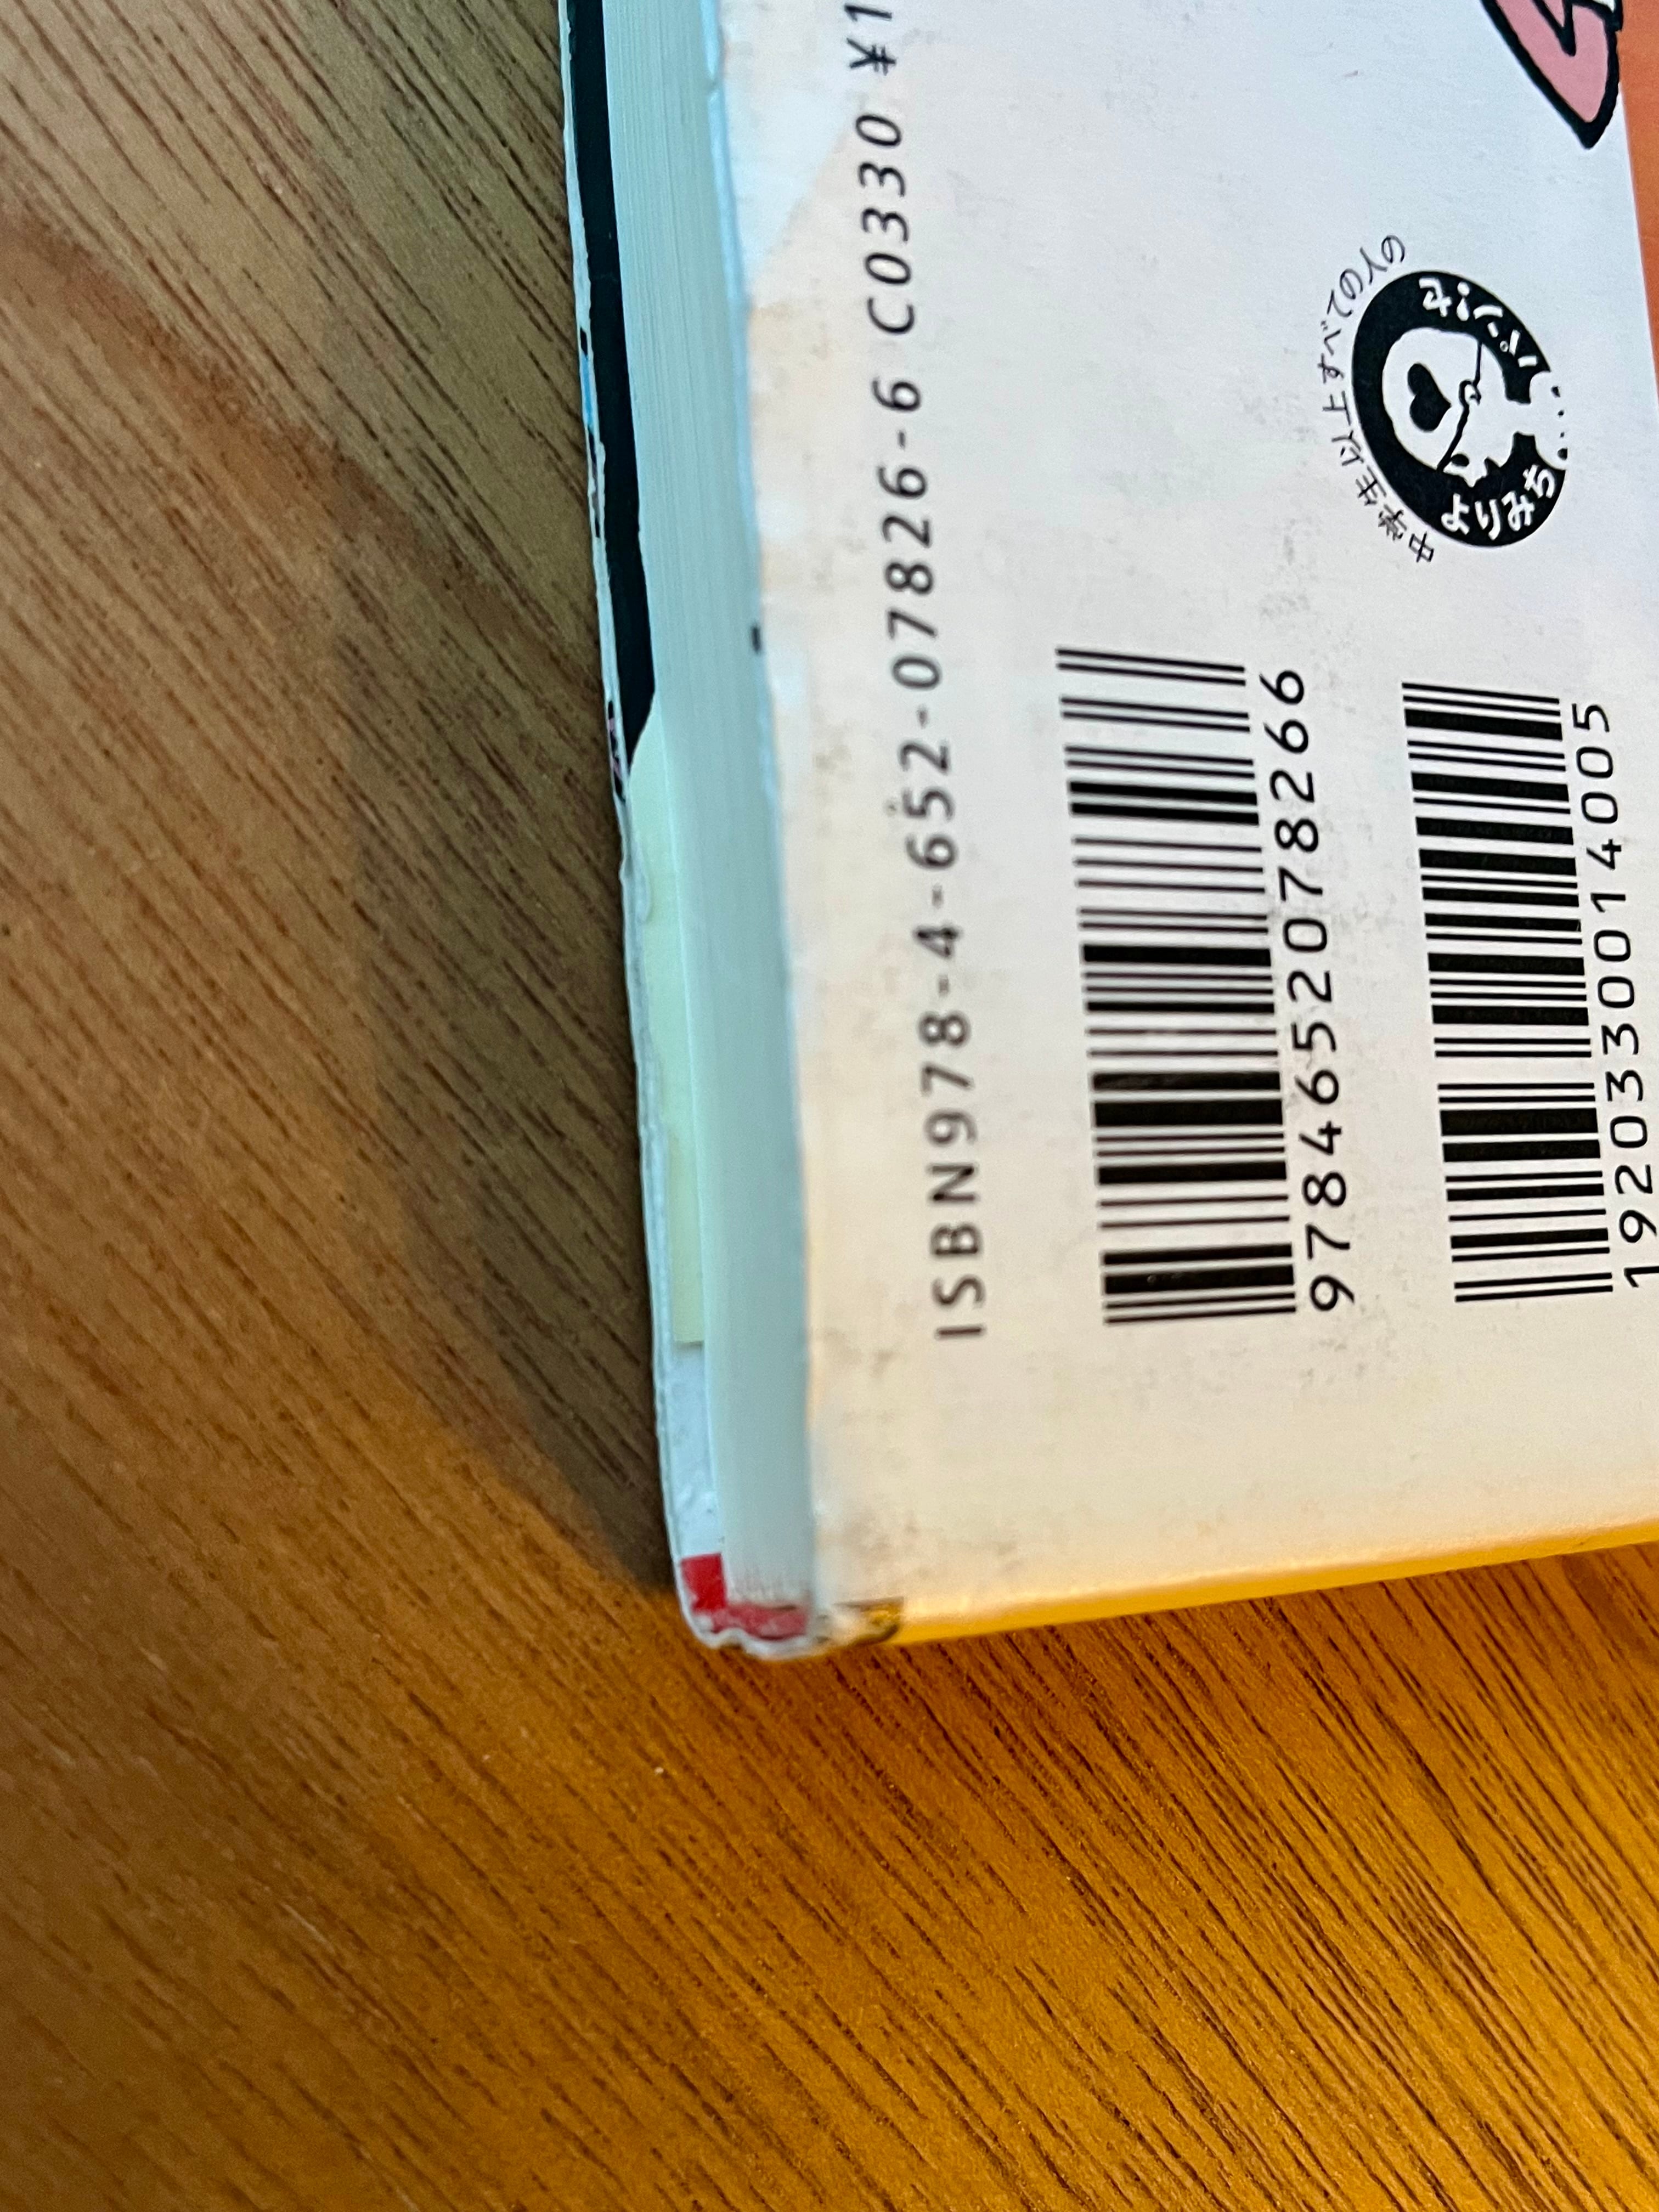 ISBN978-4-652-07826-6 C0330 ¥1
9784652078266
1920330014005
中学生以上すべての人の
よりみち
パン!セ